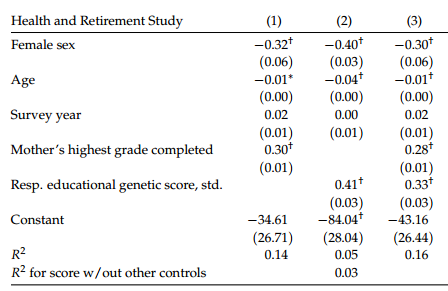 Health and Retirement Study (1) (2) (3)
Female sex −0.32† −0.40† −0.30†
(0.06) (0.03) (0.06)
Age −0.01* −0.04† −0.01†
(0.00) (0.00) (0.00)
Survey year 0.02 0.00 0.02
(0.01) (0.01) (0.01)
Mother's highest grade completed 0.30† 0.28†
(0.01) (0.01)
Resp. educational genetic score, std. 0.41† 0.33†
(0.03) (0.03)
Constant −34.61 −84.04† −43.16
(26.71) (28.04) (26.44)
R² 0.14 0.05 0.16
R² for score w/out other controls 0.03